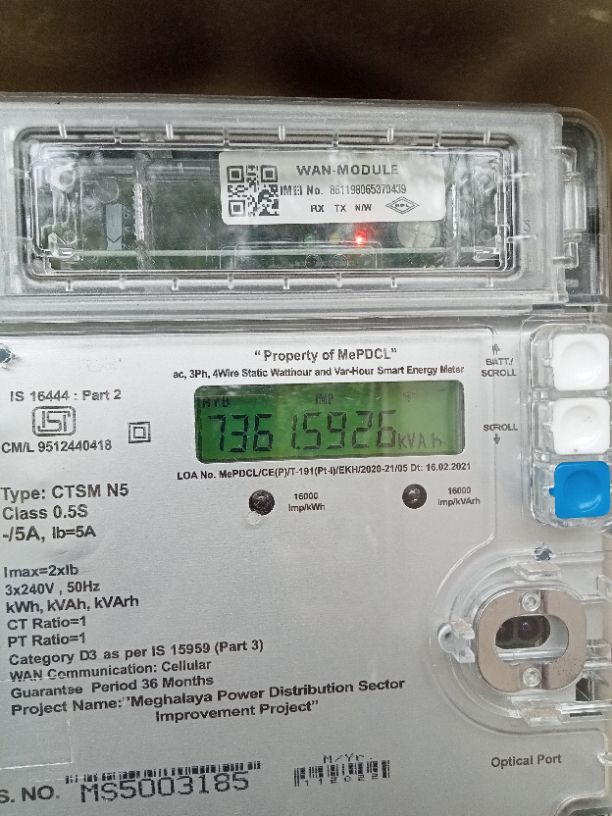 WAN-MODULE
IMEI No. 861198065370439
RX TX N/W HPL
"Property of MePDCL"
ac, 3Ph, 4Wire Static Watthour and Var-Hour Smart Energy Meter
BATT./
SCROLL
IS 16444 : Part 2
ISI
CM/L 9512440418
IMP
7361.5926 kVAh
SCROLL
LOA No. MePDCL/CE(P)/T-191(Pt-I)/EKH/2020-21/05 Dt: 16.02.2021
Type: CTSM N5
Class 0.5S
-/5A, Ib=5A
16000
Imp/kWh
16000
Imp/kVArh
Imax=2xIb
3x240V , 50Hz
kWh, kVAh, kVArh
CT Ratio=1
PT Ratio=1
Category D3 as per IS 15959 (Part 3)
WAN Communication: Cellular
Guarantee Period 36 Months
Project Name:"Meghalaya Power Distribution Sector
Improvement Project"
Optical Port
S. NO. MS5003185
M/Yr.